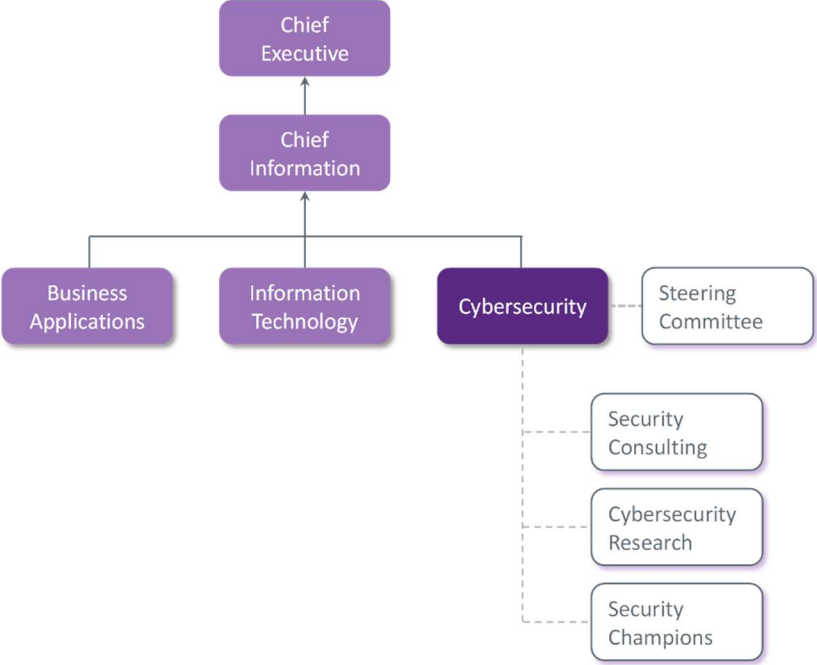 Chief
Executive
Chief
Information
Business
Applications
Information
Technology
Cybersecurity
Steering
Committee
Security
Consulting
Cybersecurity
Research
Security
Champions